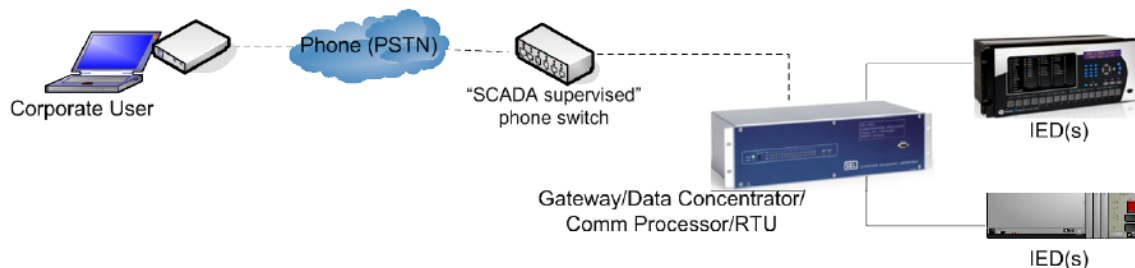 Phone (PSTN)
Corporate User
"SCADA supervised"
phone switch
IED(s)
Gateway/Data Concentrator/
Comm Processor/RTU
IED(s)